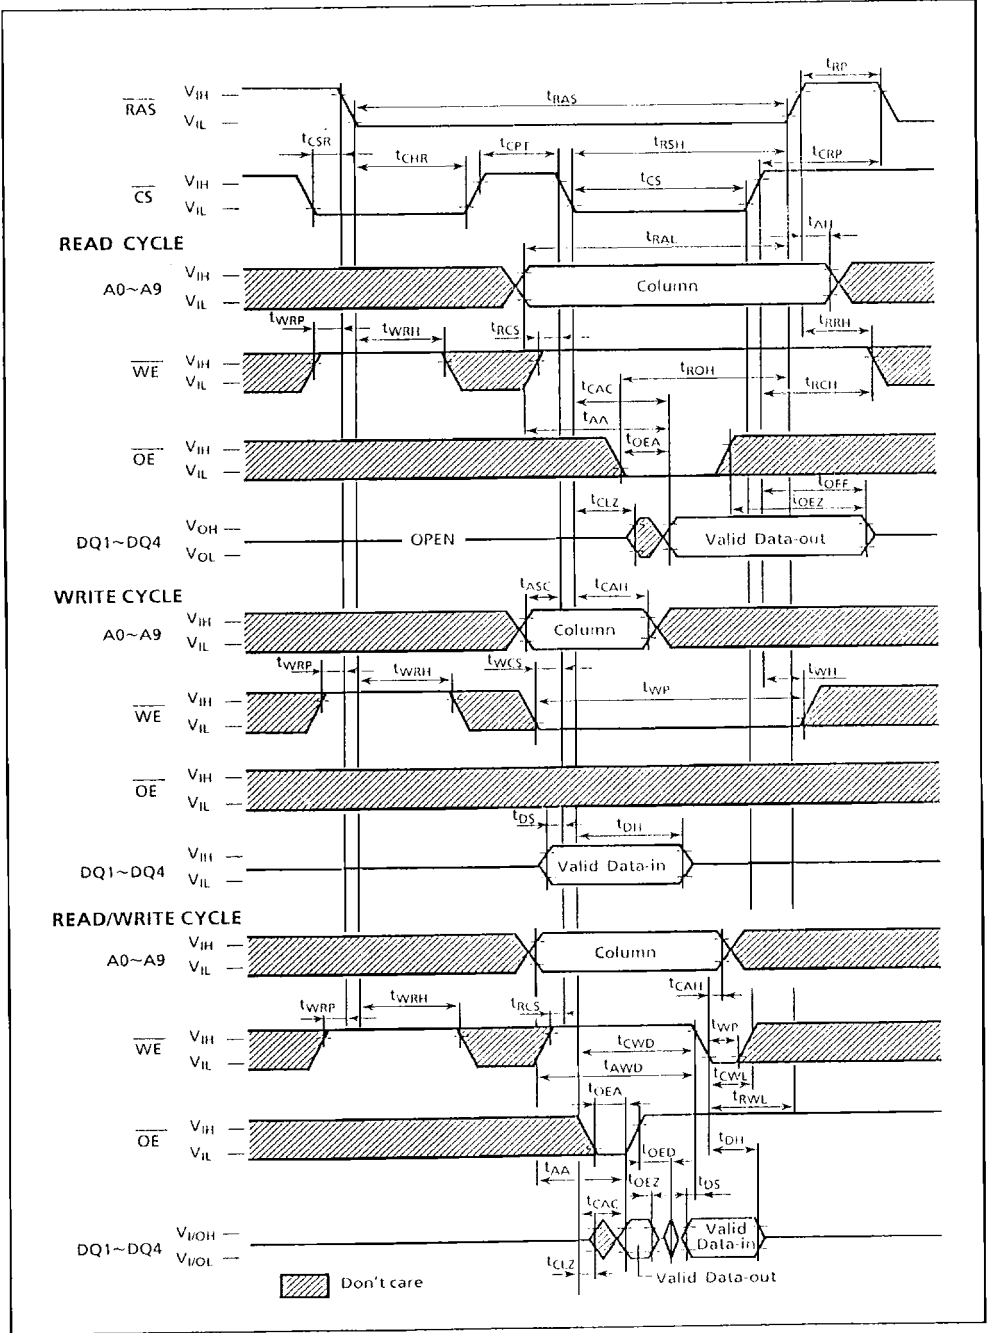 tRP
RAS VIH VIL tRAS
tCSR tCHR tCPT tRSH tCRP
CS VIH VIL tCS
READ CYCLE tRAL tAH
A0~A9 VIH VIL Column
tWRP tWRH tRCS tRRH
WE VIH VIL tROH
tCAC tRCH
tAA
OE VIH VIL tOEA
tOFF
tCLZ tOEZ
DQ1~DQ4 VOH VOL OPEN Valid Data-out
WRITE CYCLE tASC tCAH
A0~A9 VIH VIL Column
tWRP tWRH tWCS tWP tWH
WE VIH VIL
OE VIH VIL
tDS tDH
DQ1~DQ4 VIH VIL Valid Data-in
READ/WRITE CYCLE
A0~A9 VIH VIL Column
tCAH
tWRP tWRH tRCS tWP
WE VIH VIL tCWD
tAWD tCWL
tOEA tRWL
OE VIH VIL tDH
tAA tOED
tOEZ tDS
tCAC
DQ1~DQ4 VI/OH VI/OL Valid Data-in
tCLZ Valid Data-out
Don't care